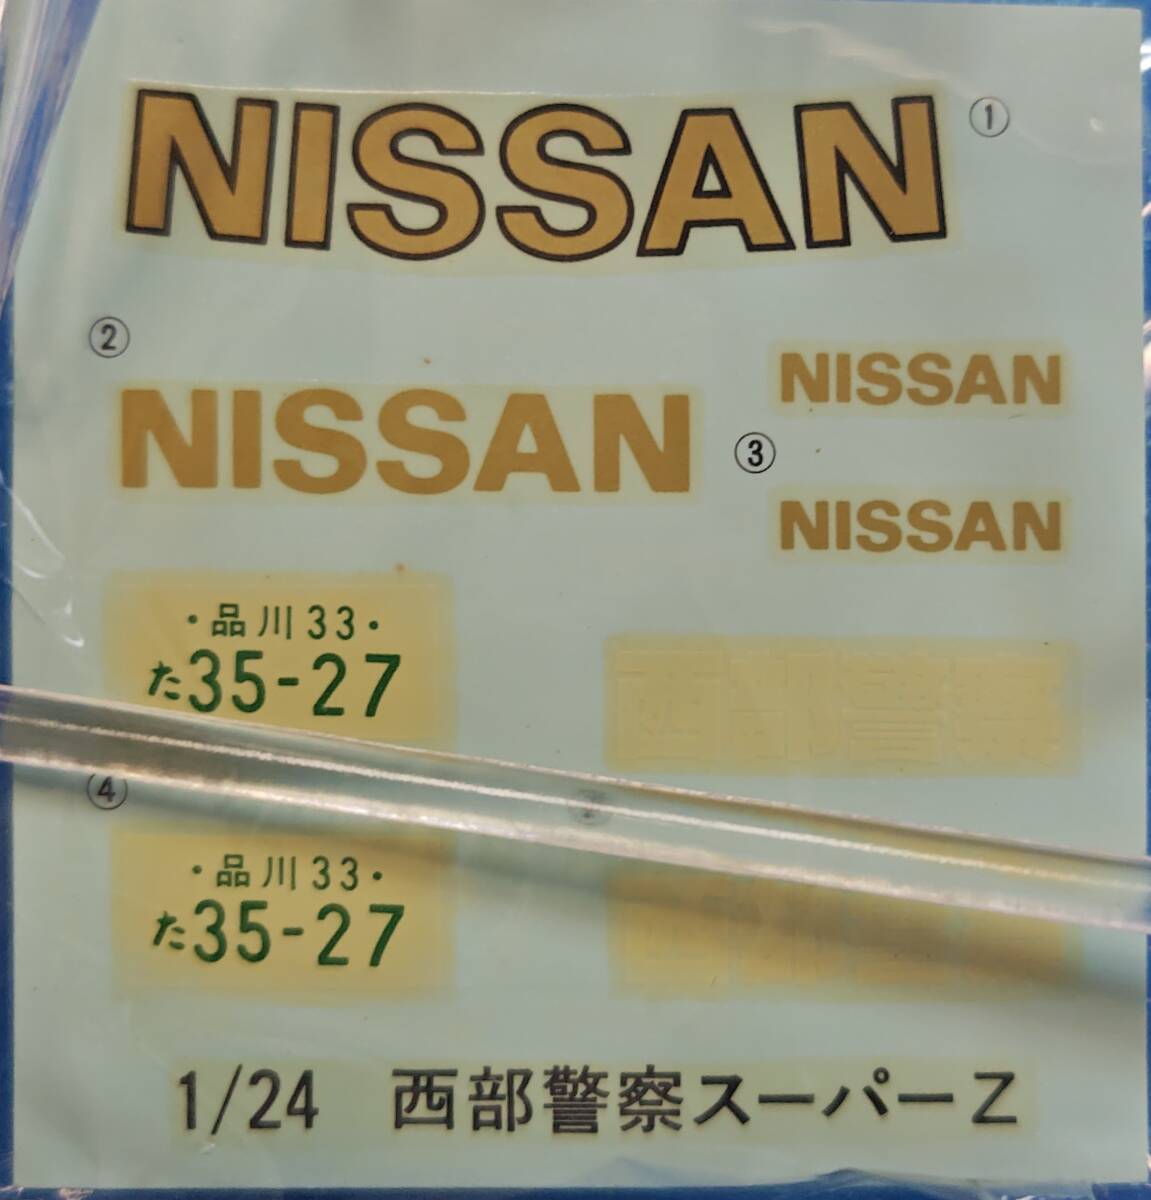 NISSAN ①
②
NISSAN
NISSAN
③
NISSAN
・品川33・
た35-27
西部警察
④
・品川33・
た35-27
1/24 西部警察スーパーZ